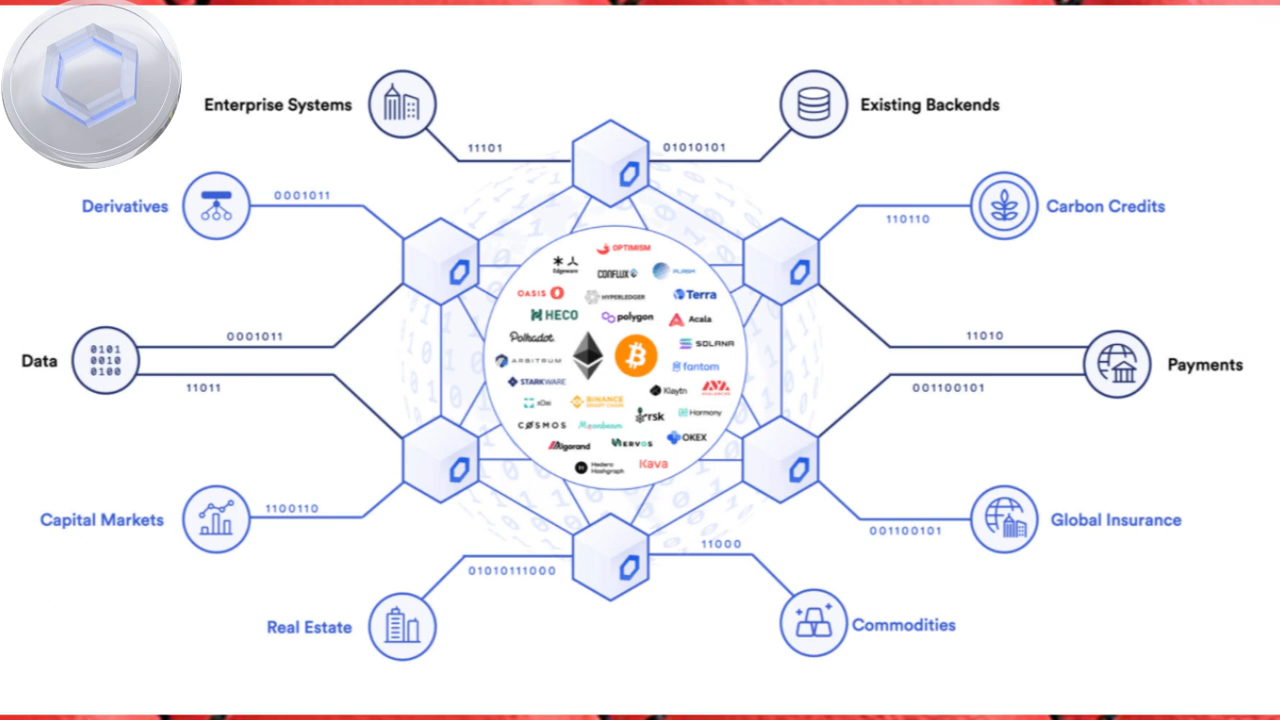 Enterprise Systems
Existing Backends
11101
01010101
Derivatives
0001011
110110
Carbon Credits
OPTIMISM
Edgeware
CONFLUX
PLASM
OASIS
HYPERLEDGER
Terra
HECO
polygon
Acala
Polkadot
SOLANA
ARBITRUM
fantom
STARKWARE
Klaytn
AVALANCHE
xDai
BINANCE
SMART CHAIN
rsk
Harmony
COSMOS
Moonbeam
Algorand
NERVOS
OKEX
Hedera
Hashgraph
Kava
0001011
11010
Data
0101
0010
0100
Payments
11011
001100101
Capital Markets
1100110
001100101
Global Insurance
01010111000
11000
Real Estate
Commodities